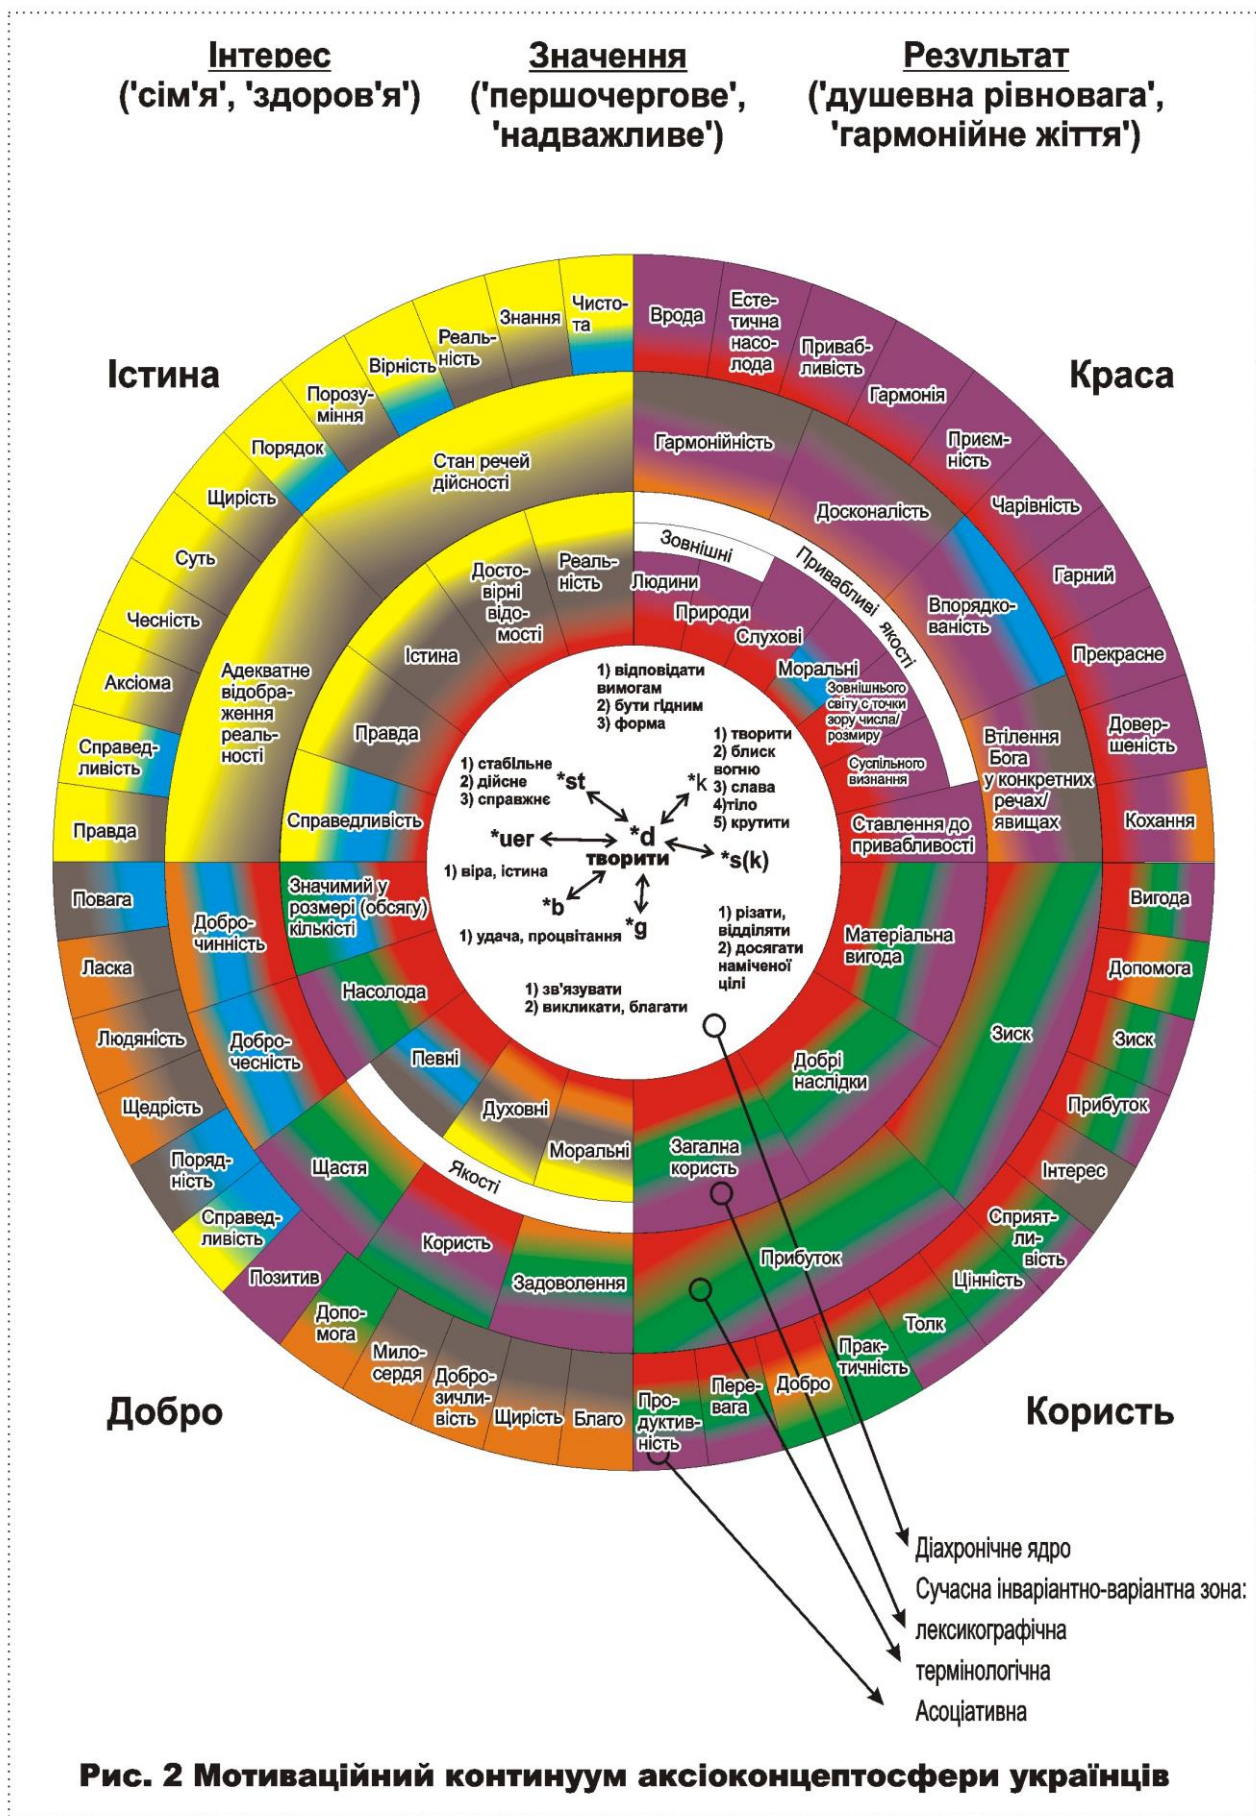 Інтерес
('сім'я', 'здоров'я')
Значення
('першочергове',
'надважливе')
Результат
('душевна рівновага',
'гармонійне жіття')
Істина
Краса
Чисто-
та
Знання
Реаль-
ність
Вірність
Порозу-
міння
Порядок
Щирість
Суть
Чесність
Аксіома
Справед-
ливість
Правда
Врода
Есте-
тична
насо-
лода
Приваб-
ливість
Гармонія
Приєм-
ність
Чарівність
Гарний
Прекрасне
Довер-
шеність
Кохання
Стан речей
дійсності
Адекватне
відобра-
ження
реаль-
ності
Гармонійність
Досконалість
Впорядко-
ваність
Втілення
Бога
у конкретних
речах/
явищах
Реаль-
ність
Досто-
вірні
відо-
мості
Істина
Правда
Справедливість
Зовнішні
Привабливі якості
Людини
Природи
Слухові
Моральні
Зовнішнього
світу с точки
зору числа/
розмиру
Суспільного
визнання
Ставлення до
привабливості
1) відповідати
вимогам
2) бути гідним
3) форма
1) творити
2) блиск
вогню
3) слава
4)тіло
5) крутити
1) стабільне
2) дійсне
3) справжнє
*st
*k
*uer
*d
творити
*s(k)
1) віра, істина
*b
*g
1) удача, процвітання
1) різати,
відділяти
2) досягати
наміченої
цілі
1) зв'язувати
2) викликати, благати
Значимий у
розмері (обсягу)
кількісті
Насолода
Певні
Духовні
Моральні
Якості
Добро-
чинність
Добро-
чесність
Щастя
Користь
Задоволення
Повага
Ласка
Людяність
Щедрість
Поряд-
ність
Справед-
ливість
Позитив
Допо-
мога
Мило-
сердя
Добро-
зичли-
вість
Щирість
Благо
Матеріальна
вигода
Добрі
наслідки
Загална
користь
Зиск
Прибуток
Вигода
Допомога
Зиск
Прибуток
Інтерес
Сприят-
ли-
вість
Цінність
Толк
Прак-
тичність
Добро
Пере-
вага
Про-
дуктив-
ність
Добро
Користь
Діахронічне ядро
Сучасна інваріантно-варіантна зона:
лексикографічна
термінологічна
Асоціативна
Рис. 2 Мотиваційний континуум аксіоконцептосфери українців